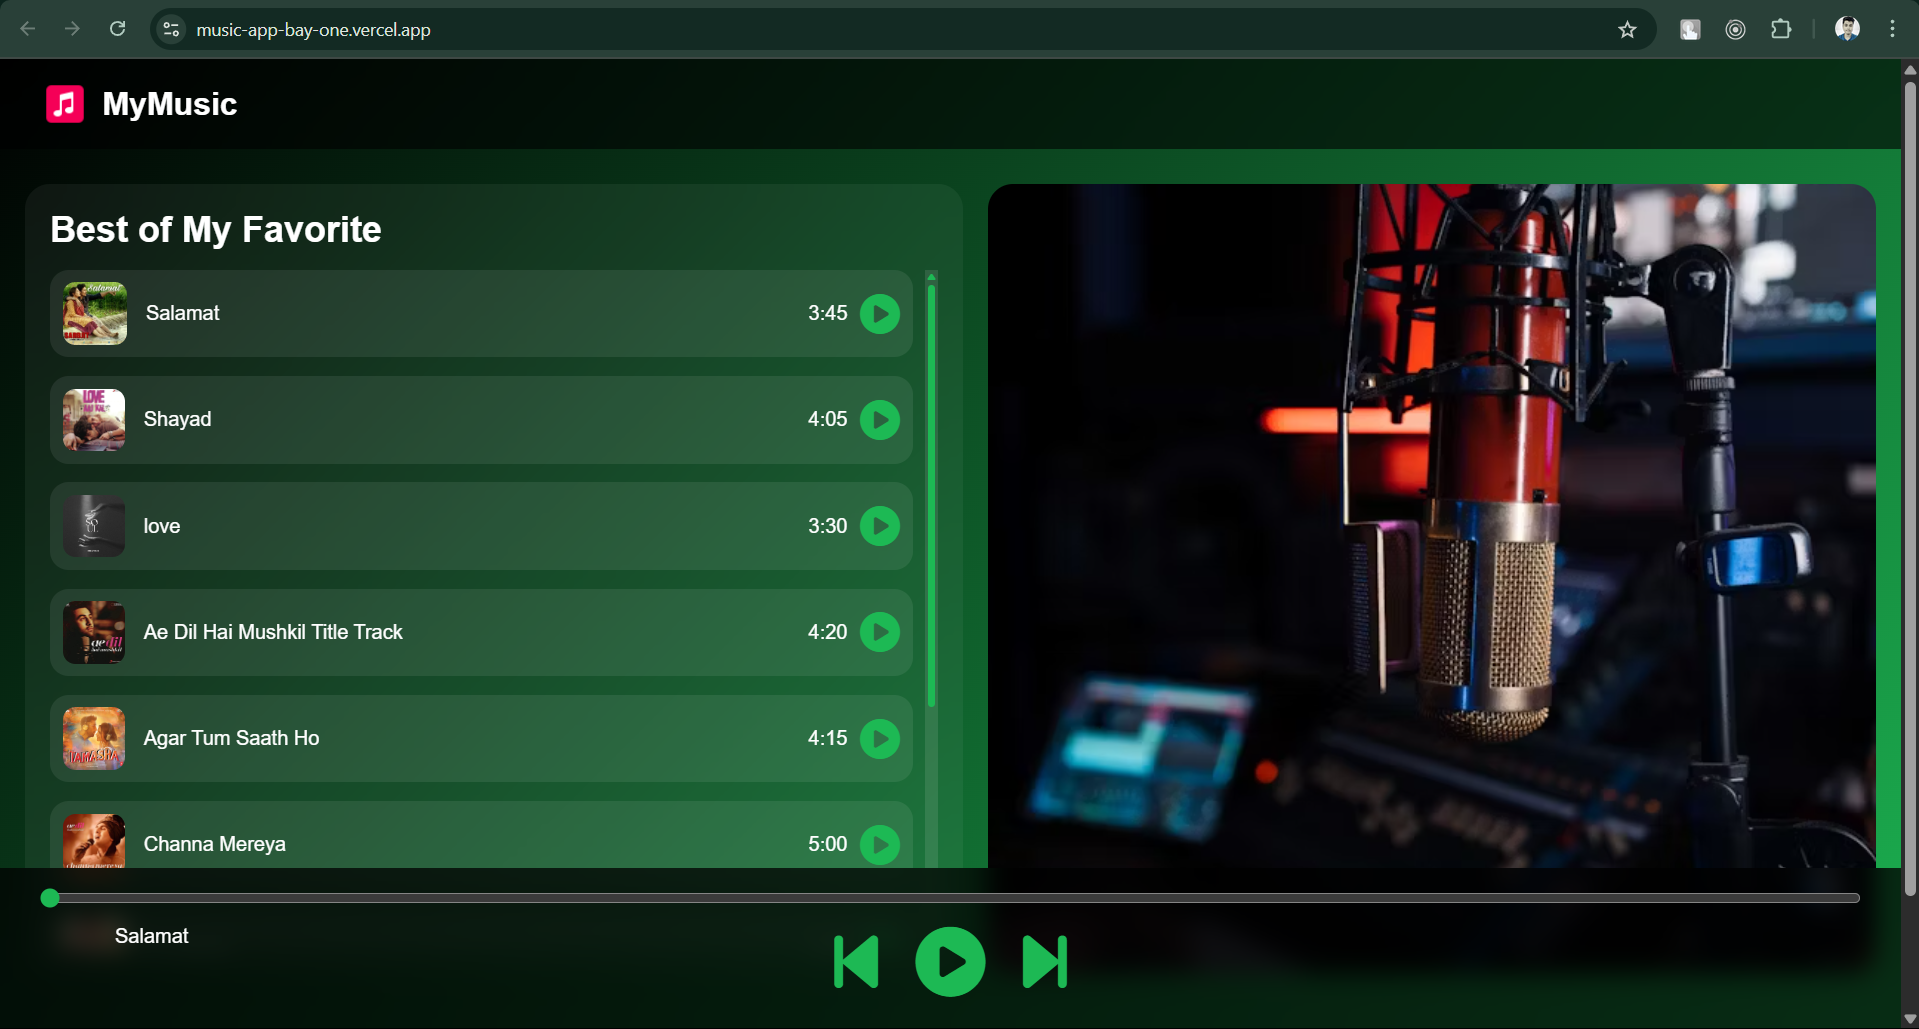 music-app-bay-one.vercel.app
MyMusic
Best of My Favorite
Salamat 3:45
Shayad 4:05
love 3:30
Ae Dil Hai Mushkil Title Track 4:20
Agar Tum Saath Ho 4:15
Channa Mereya 5:00
Salamat